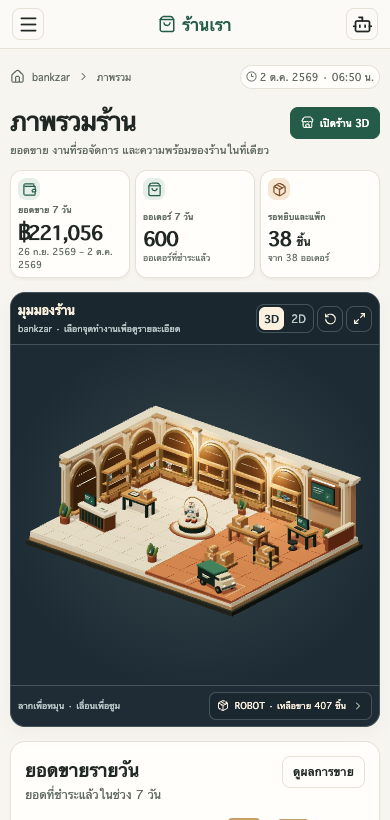 ร้านเรา
bankzar > ภาพรวม
2 ต.ค. 2569 · 06:50 น.
ภาพรวมร้าน
เปิดร้าน 3D
ยอดขาย งานที่รอจัดการ และความพร้อมของร้านในที่เดียว
ยอดขาย 7 วัน
฿221,056
26 ก.ย. 2569 – 2 ต.ค. 2569
ออเดอร์ 7 วัน
600
ออเดอร์ที่ชำระแล้ว
รอหยิบและแพ็ก
38 ชิ้น
จาก 38 ออเดอร์
มุมมองร้าน
bankzar · เลือกจุดทำงานเพื่อดูรายละเอียด
3D 2D
ลากเพื่อหมุน · เลื่อนเพื่อซูม
ROBOT · เหลือขาย 407 ชิ้น
ยอดขายรายวัน
ดูผลการขาย
ยอดที่ชำระแล้วในช่วง 7 วัน